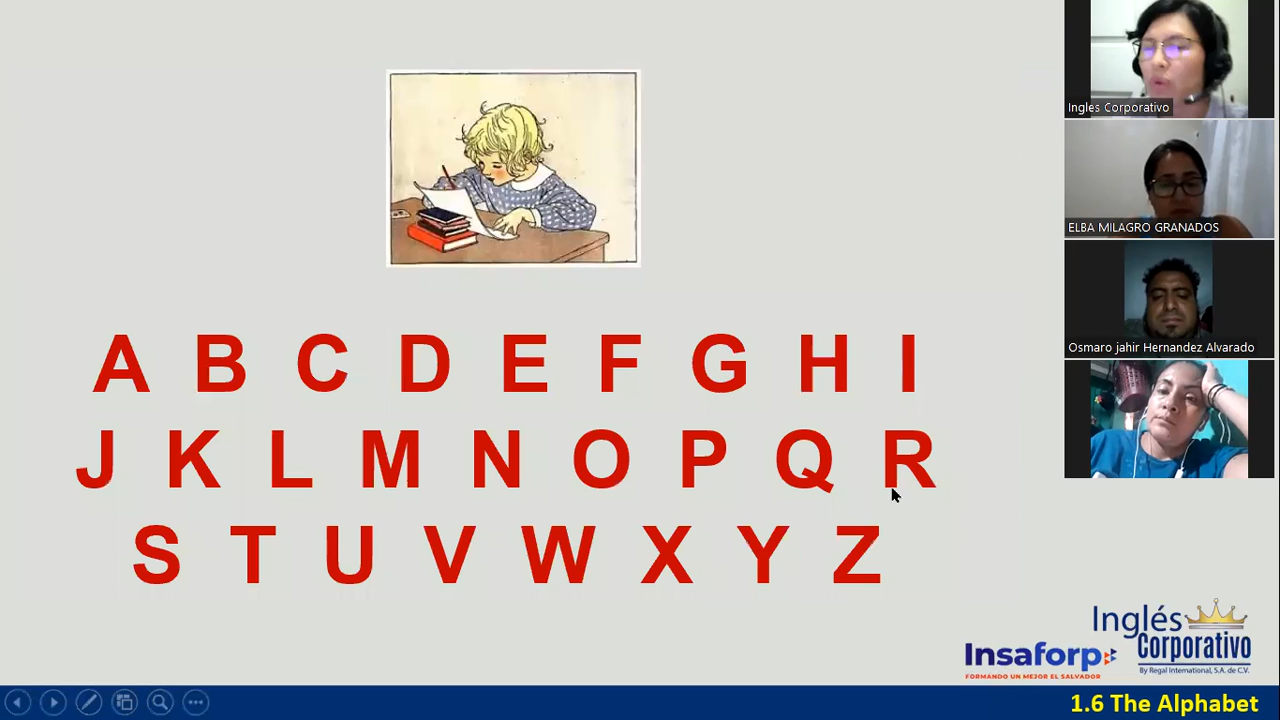 Ingles Corporativo
ELBA MILAGRO GRANADOS
Osmaro jahir Hernandez Alvarado
A B C D E F G H I
J K L M N O P Q R
S T U V W X Y Z
Inglés
Corporativo
By Regal International, S.A. de C.V.
Insaforp
FORMANDO UN MEJOR EL SALVADOR
1.6 The Alphabet